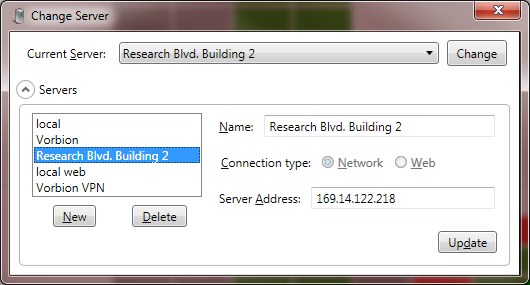 Change Server
Current Server: Research Blvd. Building 2 Change
Servers
local
Vorbion
Research Blvd. Building 2
local web
Vorbion VPN
New Delete
Name: Research Blvd. Building 2
Connection type: Network Web
Server Address: 169.14.122.218
Update